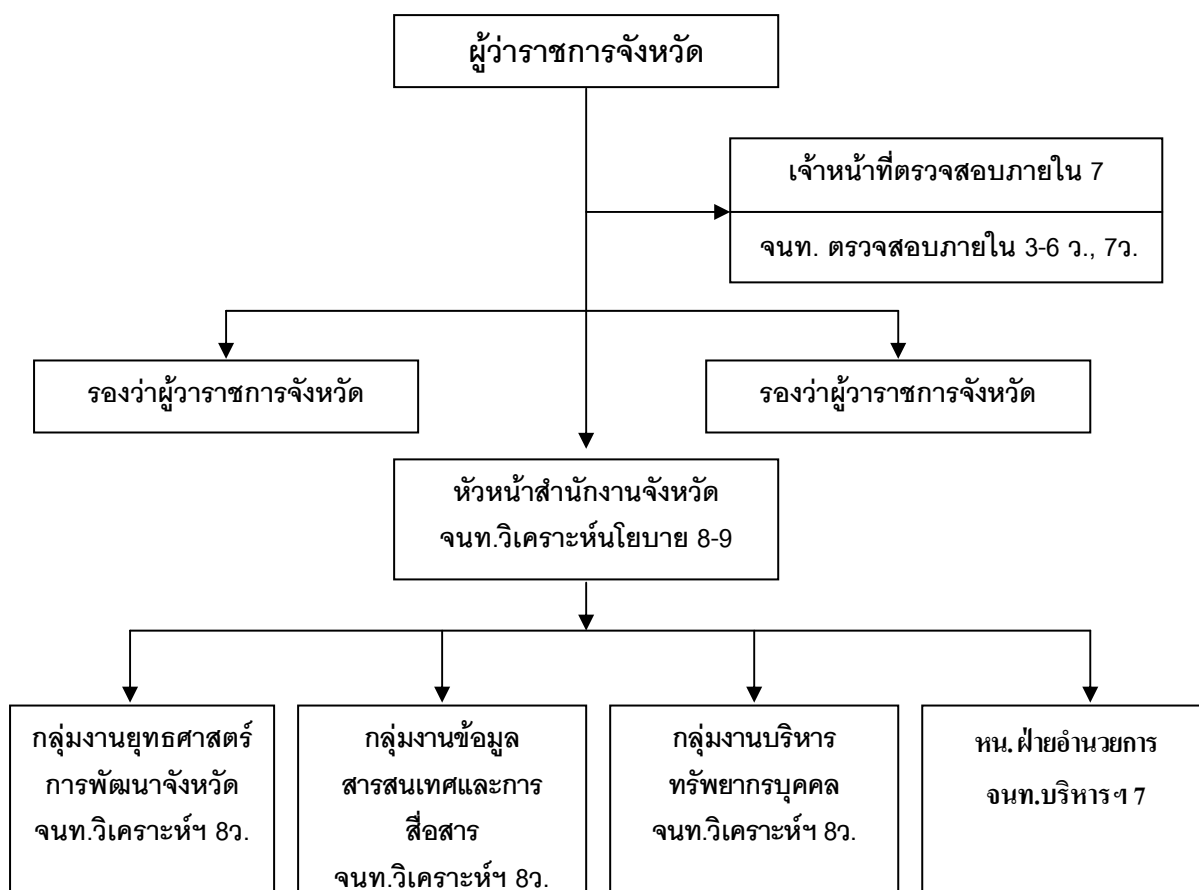 ผู้ว่าราชการจังหวัด
เจ้าหน้าที่ตรวจสอบภายใน 7
จนท. ตรวจสอบภายใน 3-6 ว., 7ว.
รองว่าผู้วาราชการจังหวัด
รองว่าผู้วาราชการจังหวัด
หัวหน้าสำนักงานจังหวัด
จนท.วิเคราะห์นโยบาย 8-9
กลุ่มงานยุทธศาสตร์
การพัฒนาจังหวัด
จนท.วิเคราะห์ฯ 8ว.
กลุ่มงานข้อมูล
สารสนเทศและการ
สื่อสาร
จนท.วิเคราะห์ฯ 8ว.
กลุ่มงานบริหาร
ทรัพยากรบุคคล
จนท.วิเคราะห์ฯ 8ว.
หน. ฝ่ายอำนวยการ
จนท.บริหารฯ 7